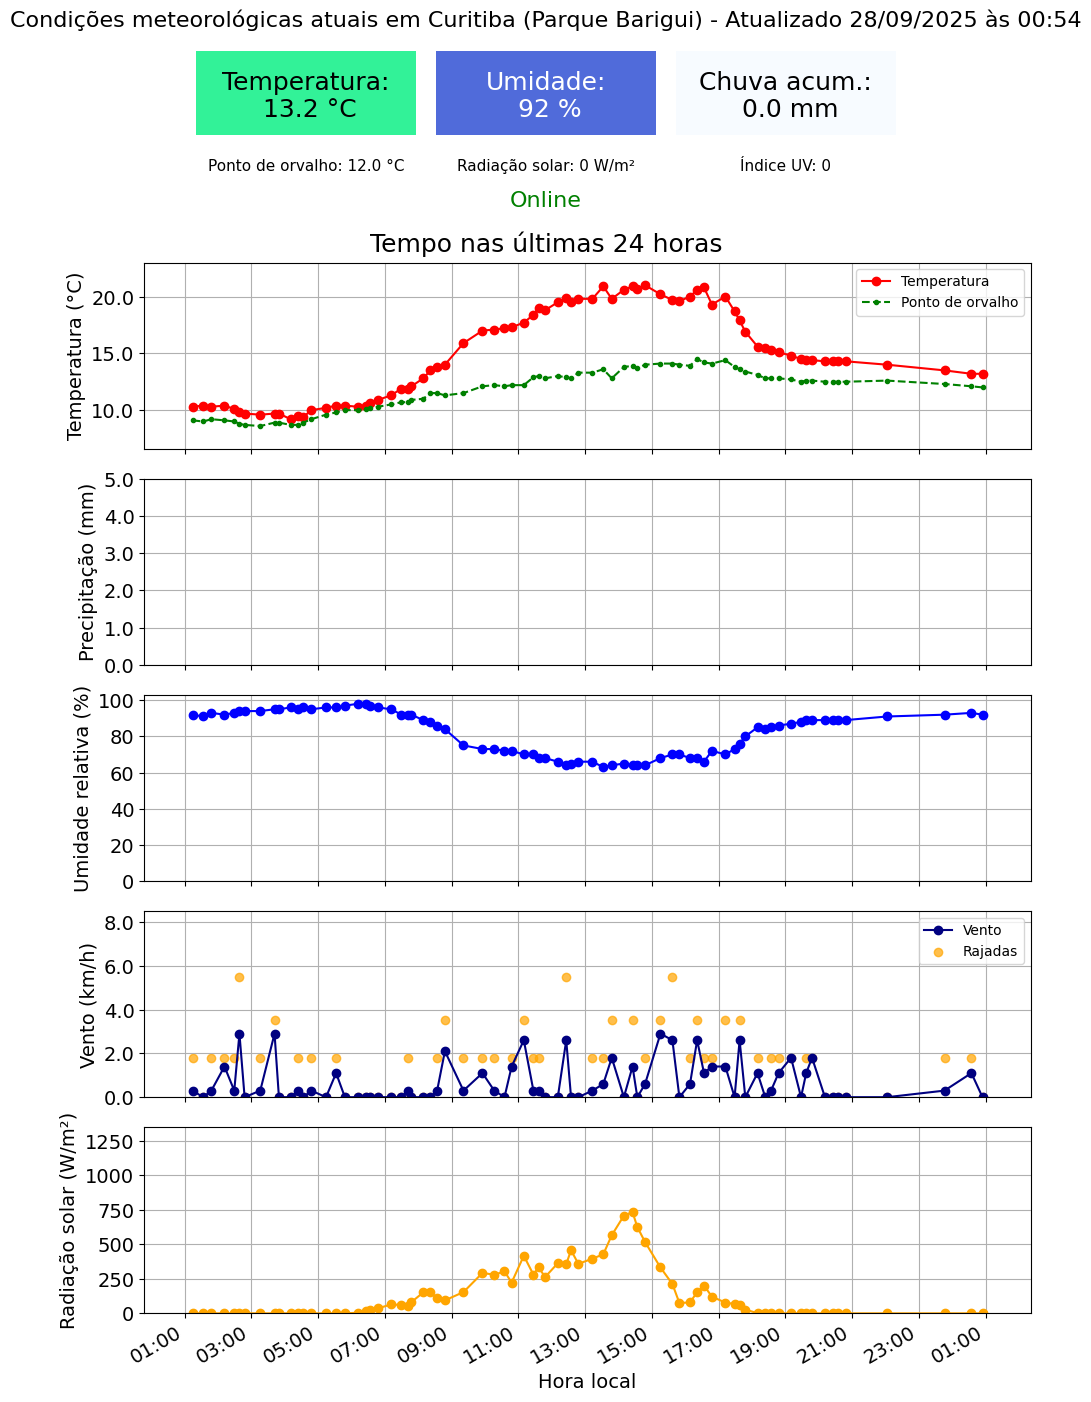 Condições meteorológicas atuais em Curitiba (Parque Barigui) - Atualizado 28/09/2025 às 00:54
Temperatura:
13.2 °C
Umidade:
92 %
Chuva acum.:
0.0 mm
Ponto de orvalho: 12.0 °C
Radiação solar: 0 W/m²
Índice UV: 0
Online
Tempo nas últimas 24 horas
Temperatura (°C)
20.0
15.0
10.0
Temperatura
Ponto de orvalho
Precipitação (mm)
5.0
4.0
3.0
2.0
1.0
0.0
Umidade relativa (%)
100
80
60
40
20
0
Vento (km/h)
8.0
6.0
4.0
2.0
0.0
Vento
Rajadas
Radiação solar (W/m²)
1250
1000
750
500
250
0
01:00
03:00
05:00
07:00
09:00
11:00
13:00
15:00
17:00
19:00
21:00
23:00
01:00
Hora local